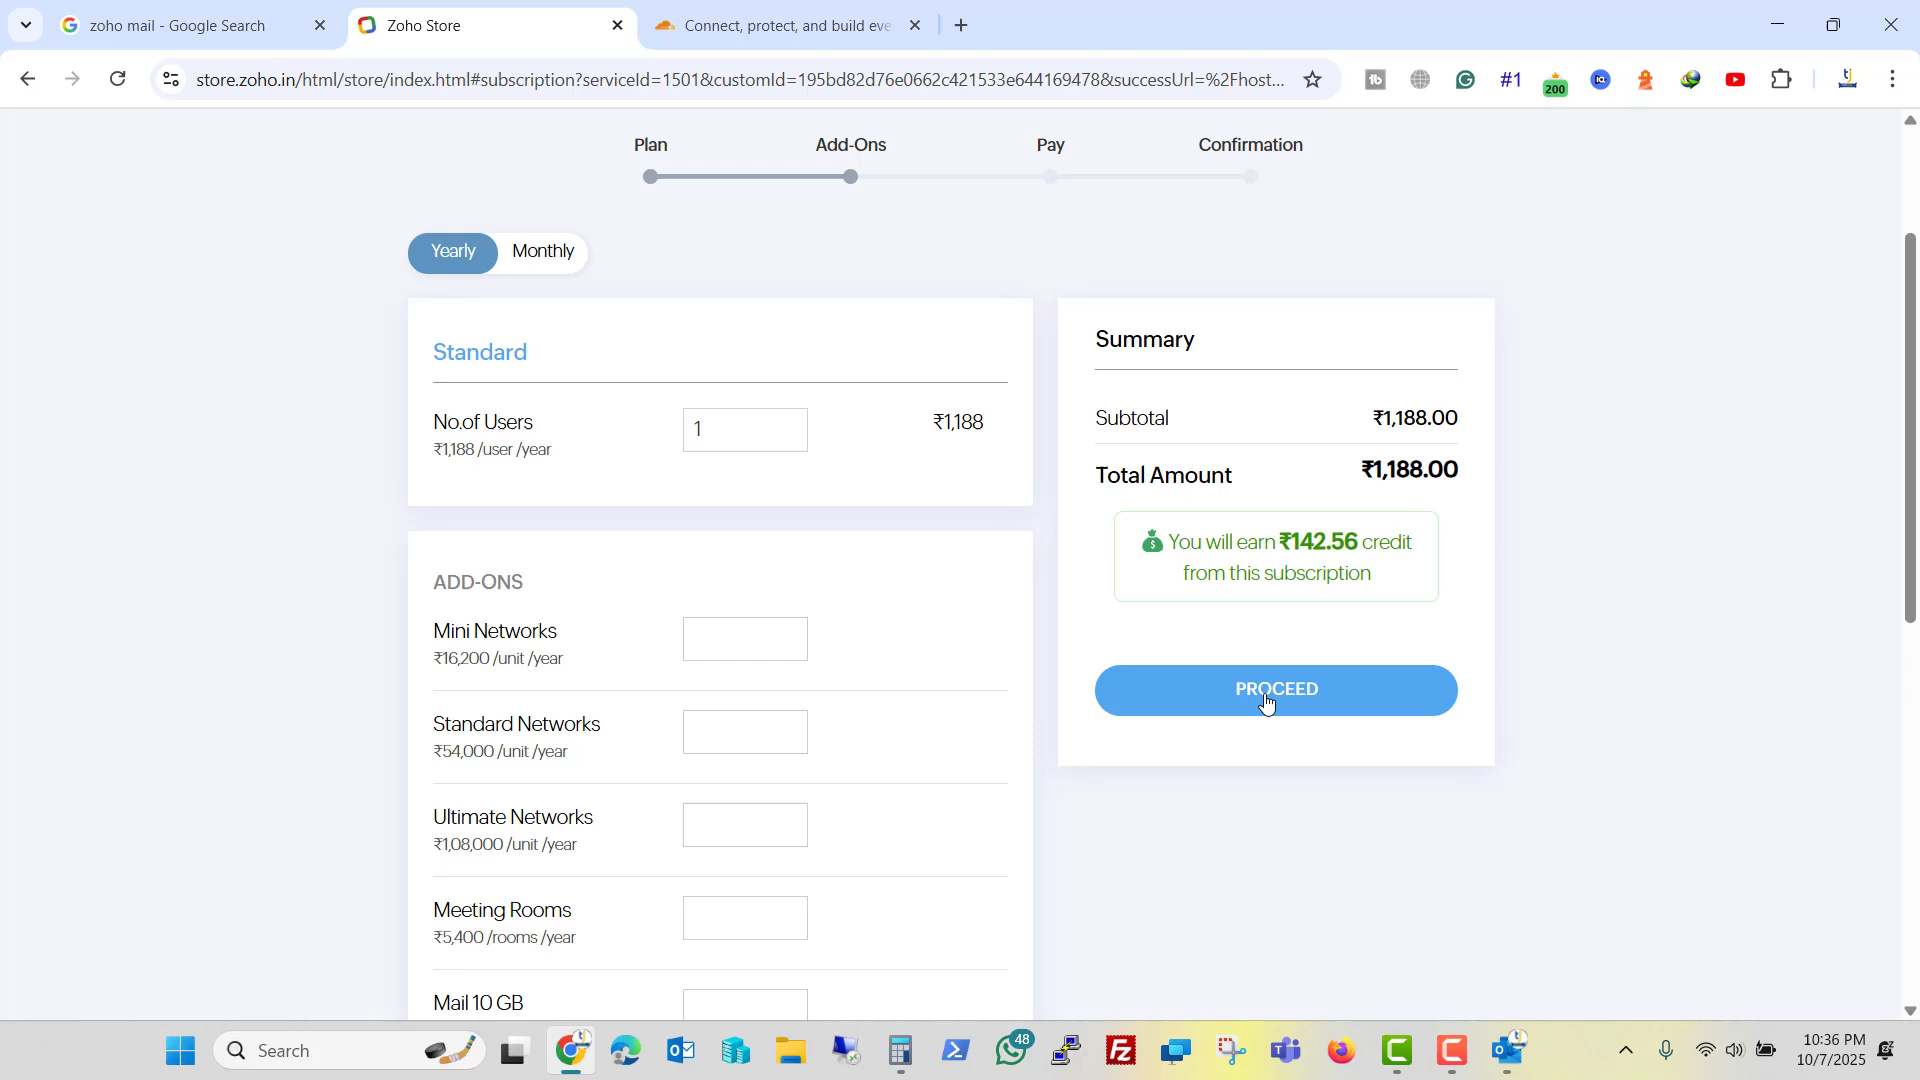 zoho mail - Google Search
Zoho Store
Connect, protect, and build eve
store.zoho.in/html/store/index.html#subscription?serviceId=1501&customId=195bd82d76e0662c421533e644169478&successUrl=%2Fhost...
#1
200
Plan
Add-Ons
Pay
Confirmation
Yearly
Monthly
Standard
No.of Users
1
₹1,188
₹1,188 /user /year
ADD-ONS
Mini Networks
₹16,200 /unit /year
Standard Networks
₹54,000 /unit /year
Ultimate Networks
₹1,08,000 /unit /year
Meeting Rooms
₹5,400 /rooms /year
Mail 10 GB
Summary
Subtotal
₹1,188.00
Total Amount
₹1,188.00
You will earn ₹142.56 credit
from this subscription
PROCEED
Search
48
10:36 PM
10/7/2025